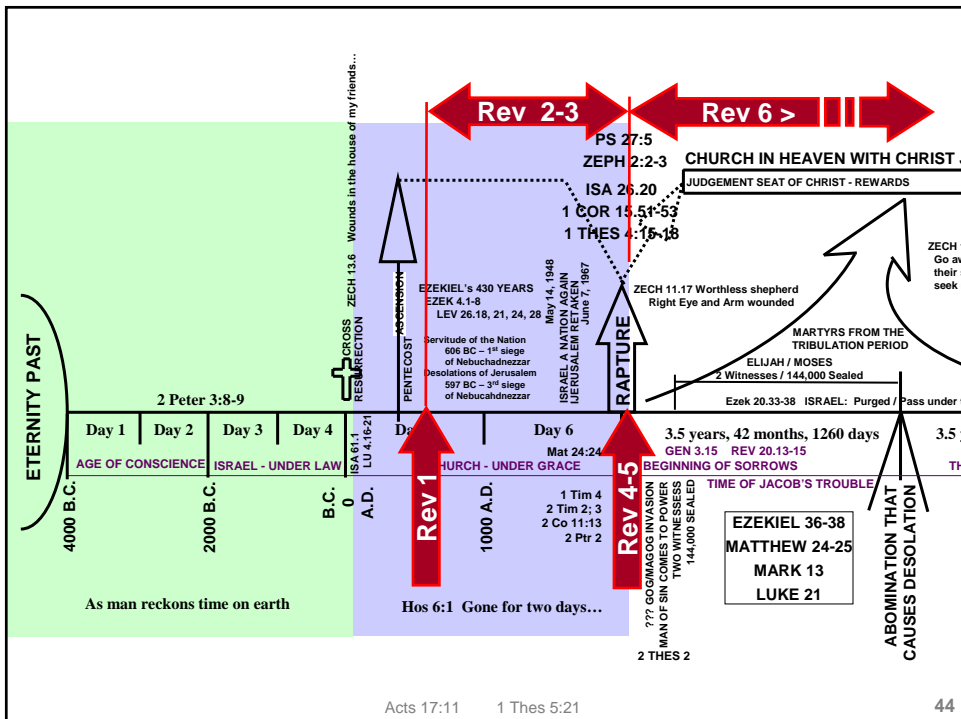 Rev 2-3
Rev 6 >
PS 27:5
ZEPH 2:2-3
ISA 26.20
1 COR 15.51-53
1 THES 4:15-18
CHURCH IN HEAVEN WITH CHRIST
JUDGEMENT SEAT OF CHRIST - REWARDS
ZECH 13.6 Wounds in the house of my friends…
CROSS
RESURRECTION
ASCENSION
PENTECOST
EZEKIEL's 430 YEARS
EZEK 4.1-8
LEV 26.18, 21, 24, 28
Servitude of the Nation
606 BC – 1st siege
of Nebuchadnezzar
Desolations of Jerusalem
597 BC – 3rd siege
of Nebucahdnezzar
May 14, 1948
ISRAEL A NATION AGAIN
IJERUSALEM RETAKEN
June 7, 1967
RAPTURE
ZECH 11.17 Worthless shepherd
Right Eye and Arm wounded
ZECH
Go av
their
seek
MARTYRS FROM THE
TRIBULATION PERIOD
ELIJAH / MOSES
2 Witnesses / 144,000 Sealed
Ezek 20.33-38 ISRAEL: Purged / Pass under
ETERNITY PAST
2 Peter 3:8-9
Day 1
Day 2
Day 3
Day 4
Da
Day 6
3.5 years, 42 months, 1260 days
3.5
AGE OF CONSCIENCE
ISRAEL - UNDER LAW
ISA 61.1
LU 4.16-21
HURCH - UNDER GRACE
Mat 24:24
GEN 3.15 REV 20.13-15
BEGINNING OF SORROWS
TH
TIME OF JACOB'S TROUBLE
4000 B.C.
2000 B.C.
B.C.
0
A.D.
Rev 1
1000 A.D.
1 Tim 4
2 Tim 2; 3
2 Co 11:13
2 Ptr 2
Rev 4-5
??? GOG/MAGOG INVASION
MAN OF SIN COMES TO POWER
TWO WITNESSESS
144,000 SEALED
2 THES 2
EZEKIEL 36-38
MATTHEW 24-25
MARK 13
LUKE 21
ABOMINATION THAT
CAUSES DESOLATION
As man reckons time on earth
Hos 6:1 Gone for two days…
Acts 17:11 1 Thes 5:21
44